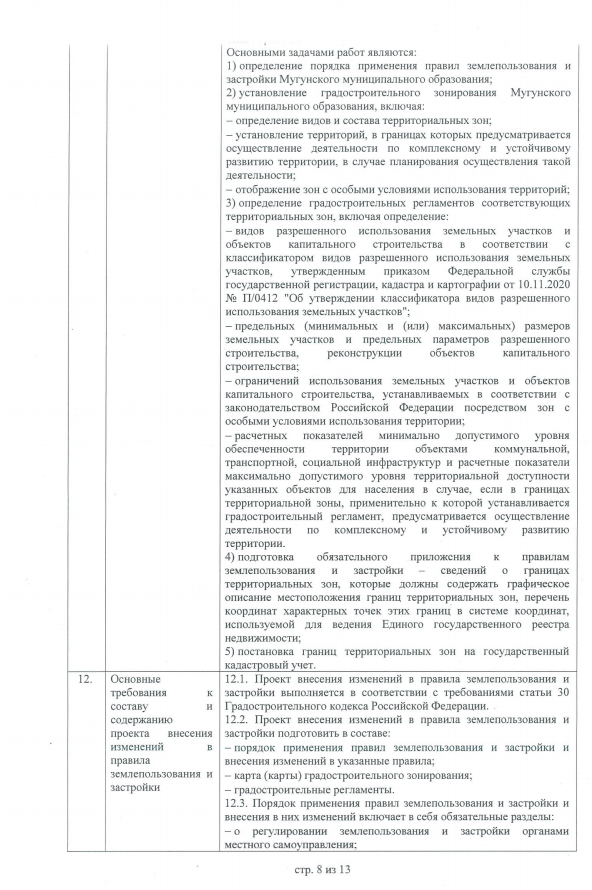 Основными задачами работ являются:
1) определение порядка применения правил землепользования и
застройки Мугунского муниципального образования;
2) установление градостроительного зонирования Мугунского
муниципального образования, включая:
– определение видов и состава территориальных зон;
– установление территорий, в границах которых предусматривается
осуществление деятельности по комплексному и устойчивому
развитию территории, в случае планирования осуществления такой
деятельности;
– отображение зон с особыми условиями использования территорий;
3) определение градостроительных регламентов соответствующих
территориальных зон, включая определение:
– видов разрешенного использования земельных участков и
объектов капитального строительства в соответствии с
классификатором видов разрешенного использования земельных
участков, утвержденным приказом Федеральной службы
государственной регистрации, кадастра и картографии от 10.11.2020
№ П/0412 "Об утверждении классификатора видов разрешенного
использования земельных участков";
– предельных (минимальных и (или) максимальных) размеров
земельных участков и предельных параметров разрешенного
строительства, реконструкции объектов капитального
строительства;
– ограничений использования земельных участков и объектов
капитального строительства, устанавливаемых в соответствии с
законодательством Российской Федерации посредством зон с
особыми условиями использования территории;
– расчетных показателей минимально допустимого уровня
обеспеченности территории объектами коммунальной,
транспортной, социальной инфраструктур и расчетные показатели
максимально допустимого уровня территориальной доступности
указанных объектов для населения в случае, если в границах
территориальной зоны, применительно к которой устанавливается
градостроительный регламент, предусматривается осуществление
деятельности по комплексному и устойчивому развитию
территории.
4) подготовка обязательного приложения к правилам
землепользования и застройки – сведений о границах
территориальных зон, которые должны содержать графическое
описание местоположения границ территориальных зон, перечень
координат характерных точек этих границ в системе координат,
используемой для ведения Единого государственного реестра
недвижимости;
5) постановка границ территориальных зон на государственный
кадастровый учет.
12.
Основные
требования к
составу и
содержанию
проекта внесения
изменений в
правила
землепользования и
застройки
12.1. Проект внесения изменений в правила землепользования и
застройки выполняется в соответствии с требованиями статьи 30
Градостроительного кодекса Российской Федерации.
12.2. Проект внесения изменений в правила землепользования и
застройки подготовить в составе:
– порядок применения правил землепользования и застройки и
внесения изменений в указанные правила;
– карта (карты) градостроительного зонирования;
– градостроительные регламенты.
12.3. Порядок применения правил землепользования и застройки и
внесения в них изменений включает в себя обязательные разделы:
– о регулировании землепользования и застройки органами
местного самоуправления;
стр. 8 из 13